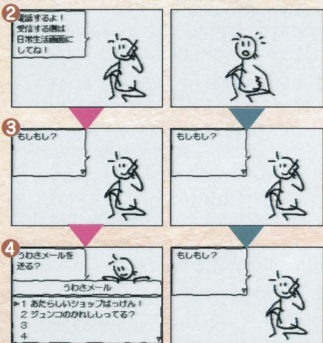 2
電話するよ！
受信する側は
日常生活画面に
してね！
3
もしもし？
もしもし？
4
うわさメールを
送る？
うわさメール
▶1 あたらしいショップはっけん！
2 ジュンコのかれししってる？
3
4
もしもし？